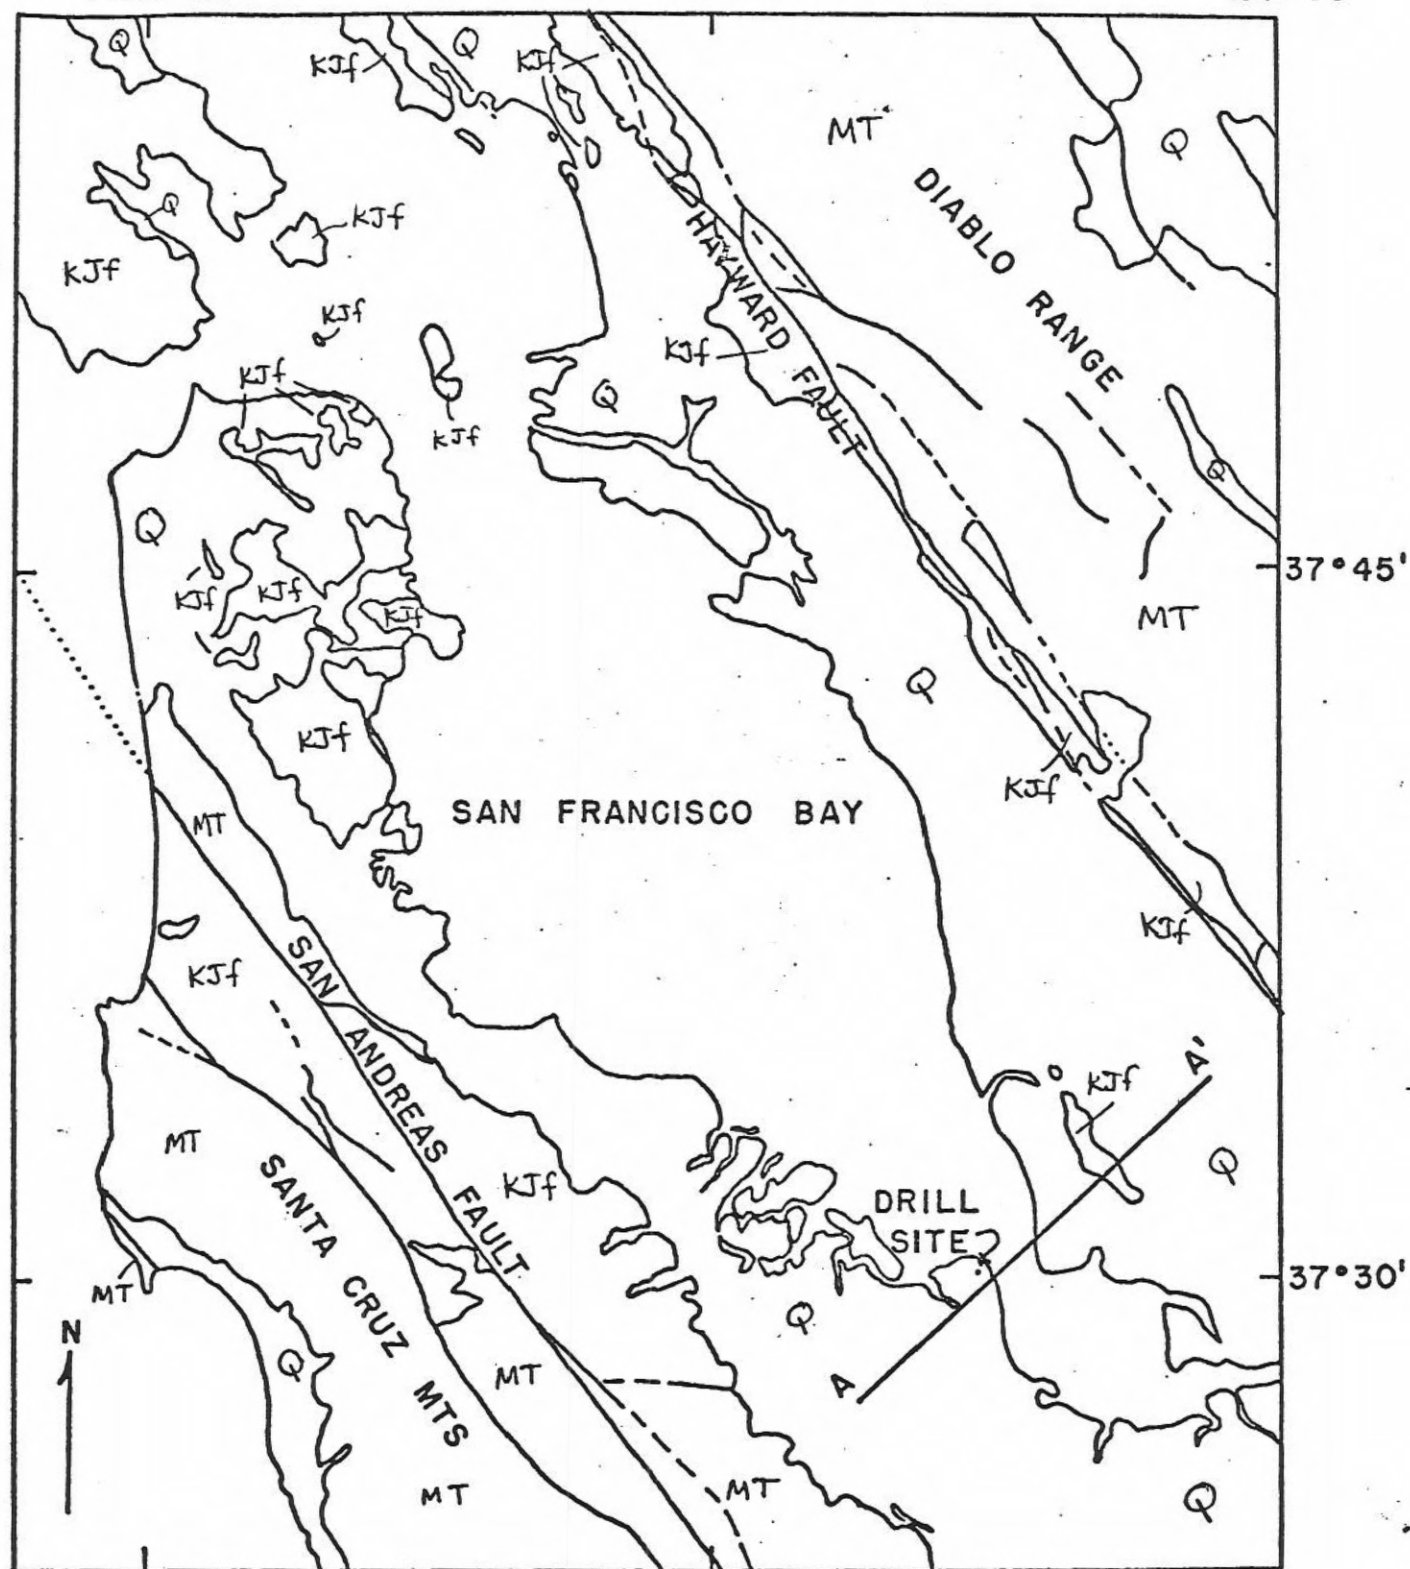 Q
KJf
Q
KJf
MT
Q
KJf
Q
KJf
KJf
DIABLO RANGE
HAYWARD FAULT
KJf
KJf
KJf
KJf
Q
Q
Q
KJf
KJf
KJf
37°45'
MT
Q
KJf
KJf
SAN FRANCISCO BAY
MT
KJf
KJf
SAN ANDREAS FAULT
A'
KJf
MT
SANTA CRUZ MTS
KJf
Q
DRILL
SITE
MT
37°30'
N
Q
Q
MT
A
MT
MT
Q